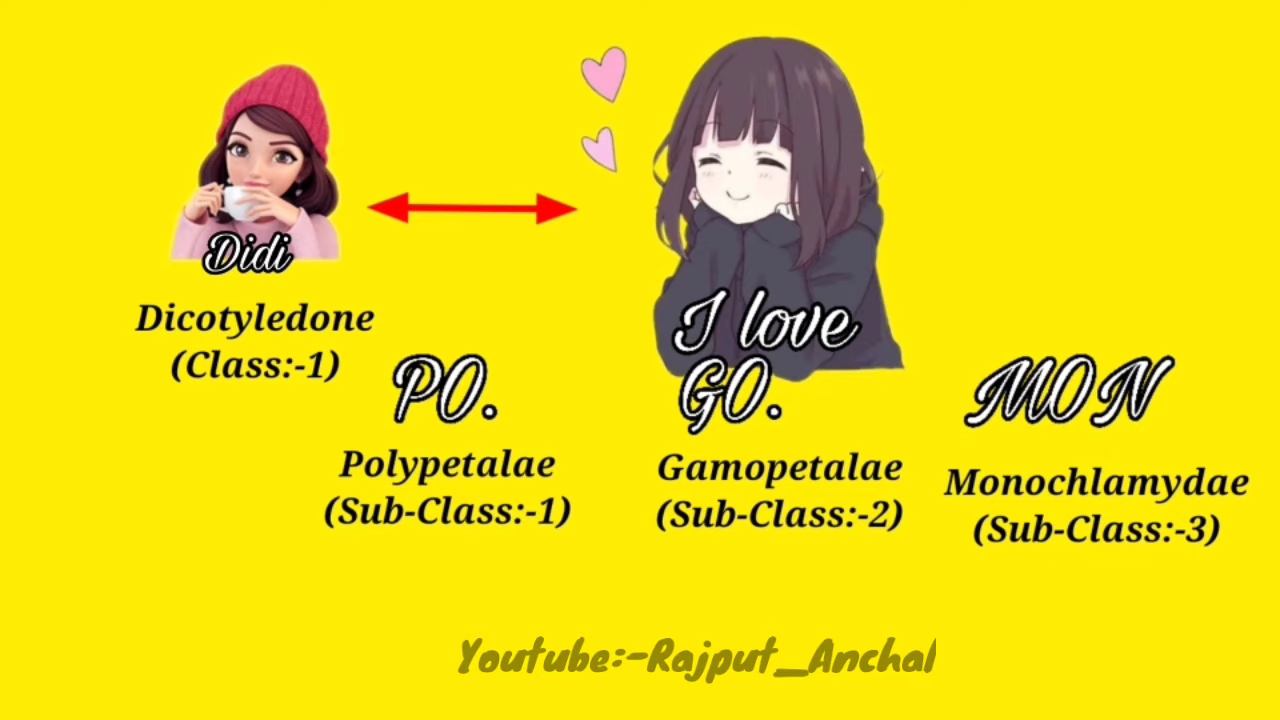 Didi
Dicotyledone
(Class:-1)
I love
PO.
GO.
MON
Polypetalae
(Sub-Class:-1)
Gamopetalae
(Sub-Class:-2)
Monochlamydae
(Sub-Class:-3)
Youtube:-Rajput_Anchal